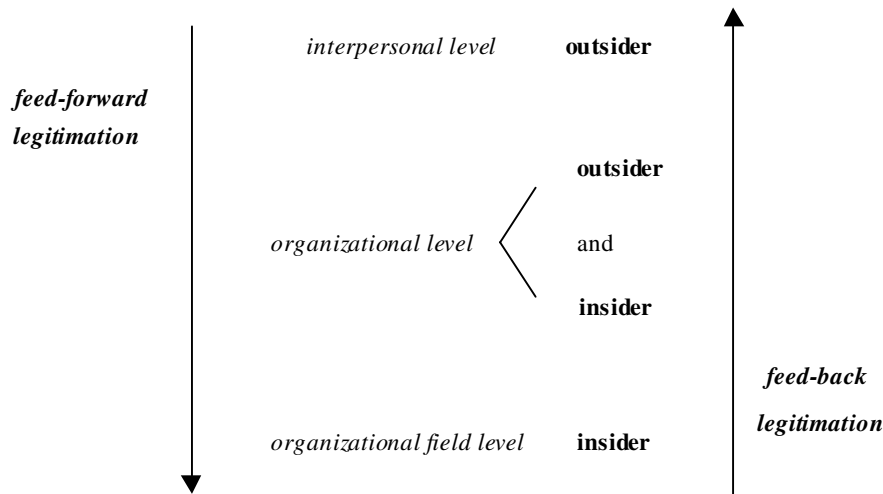 interpersonal level outsider
feed-forward
legitimation
outsider
organizational level and
insider
feed-back
legitimation
organizational field level insider